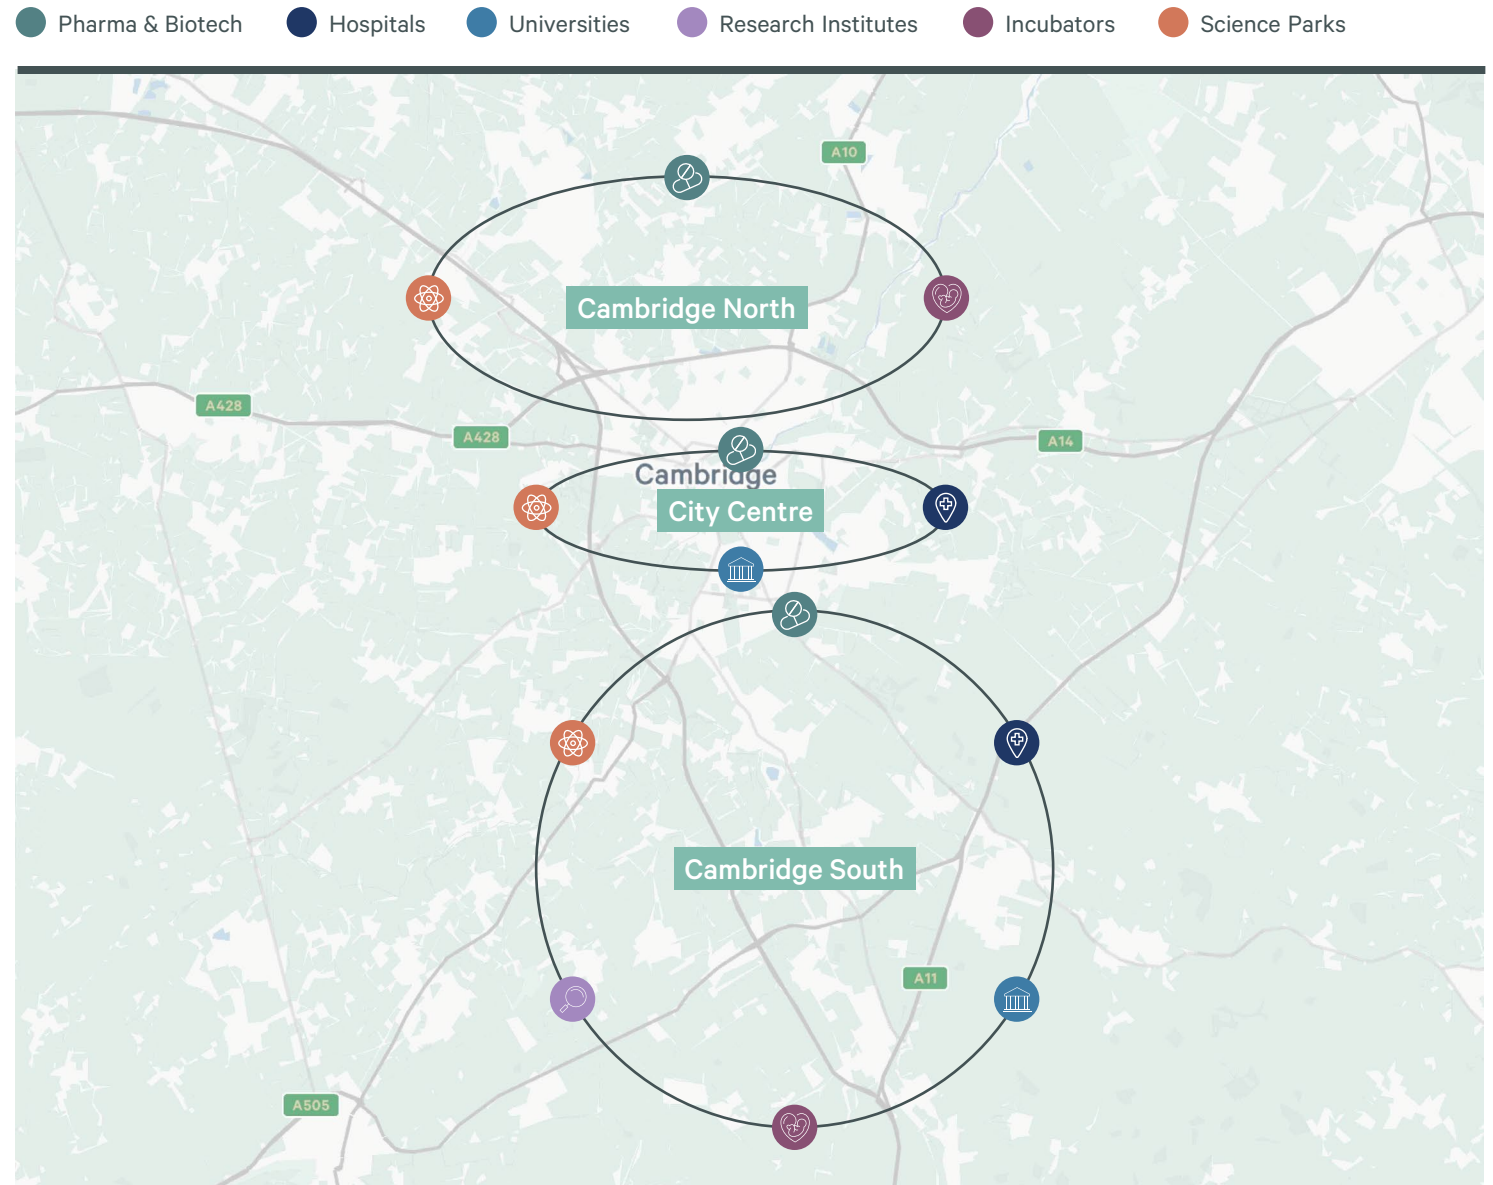 Pharma & Biotech
Hospitals
Universities
Research Institutes
Incubators
Science Parks
A10
Cambridge North
A428
A428
A14
Cambridge
City Centre
Cambridge South
A11
A505